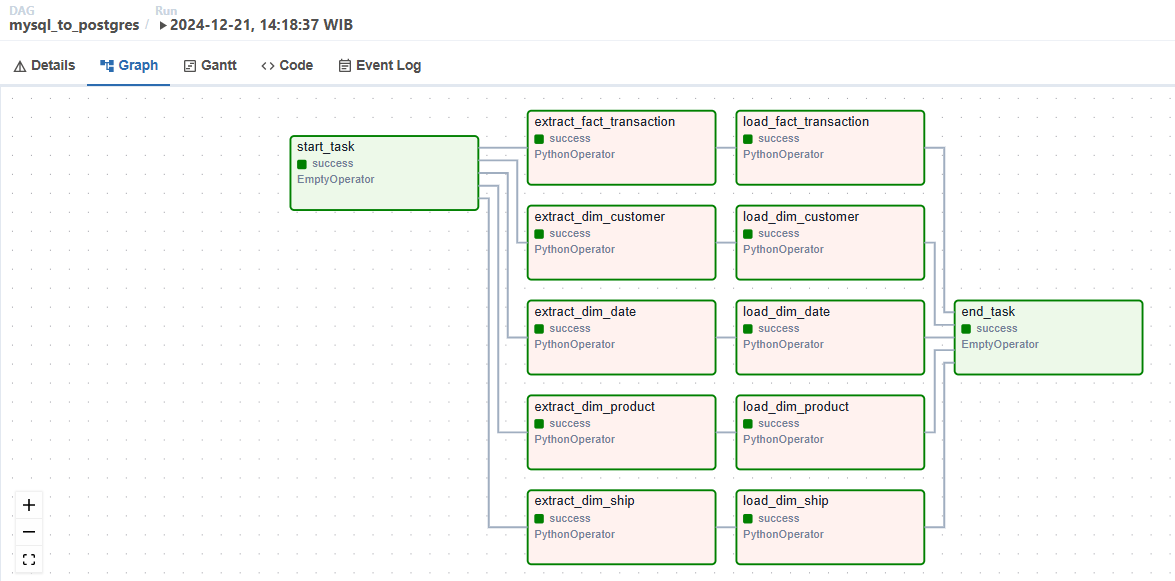 DAG
mysql_to_postgres
/
Run
2024-12-21, 14:18:37 WIB
Details
Graph
Gantt
Code
Event Log
start_task
success
EmptyOperator
extract_fact_transaction
success
PythonOperator
load_fact_transaction
success
PythonOperator
extract_dim_customer
success
PythonOperator
load_dim_customer
success
PythonOperator
extract_dim_date
success
PythonOperator
load_dim_date
success
PythonOperator
end_task
success
EmptyOperator
extract_dim_product
success
PythonOperator
load_dim_product
success
PythonOperator
extract_dim_ship
success
PythonOperator
load_dim_ship
success
PythonOperator